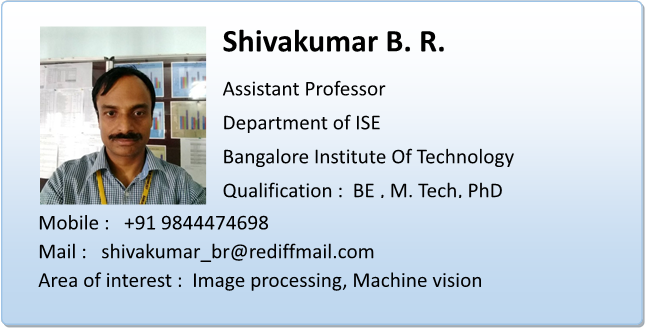 Shivakumar B. R.
Assistant Professor
Department of ISE
Bangalore Institute Of Technology
Qualification :  BE , M. Tech, PhD
Mobile :   +91 9844474698
Mail :   shivakumar_br@rediffmail.com
Area of interest :  Image processing, Machine vision